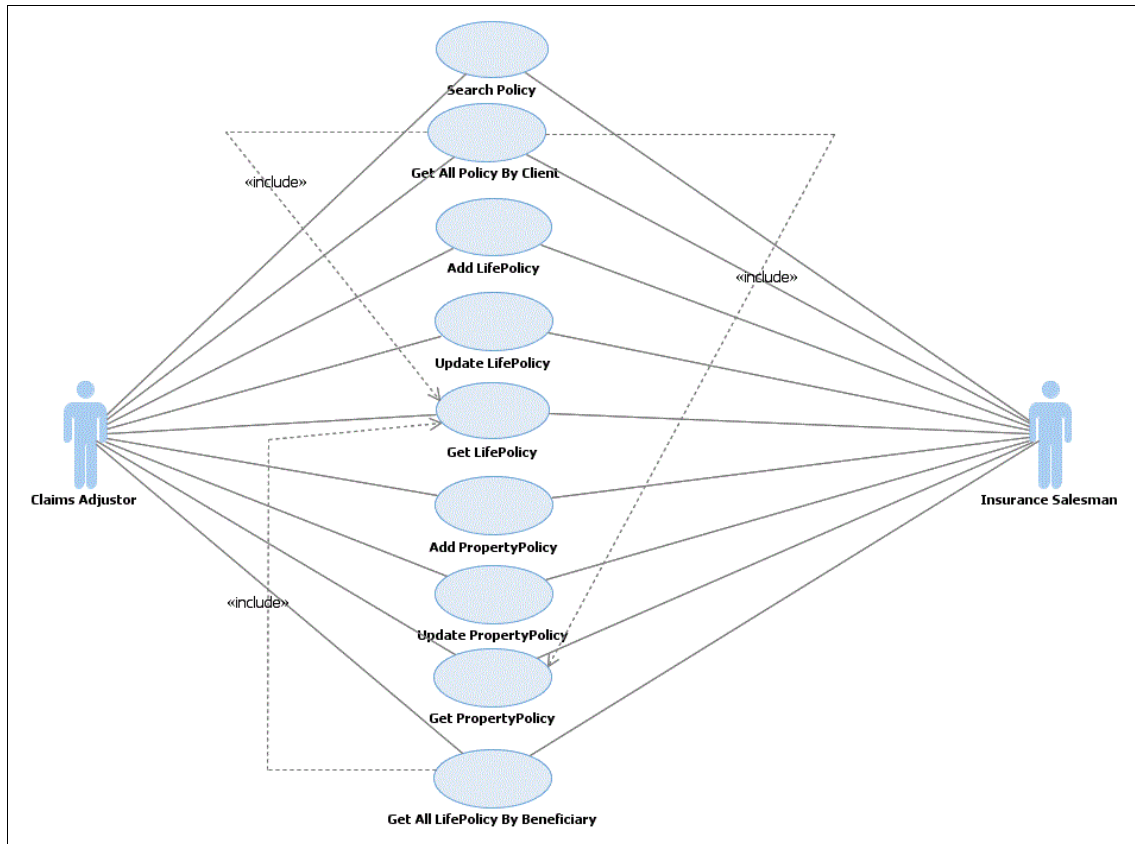 Search Policy
Get All Policy By Client
«include»
Add LifePolicy
«include»
Update LifePolicy
Get LifePolicy
Claims Adjustor
Insurance Salesman
Add PropertyPolicy
«include»
Update PropertyPolicy
Get PropertyPolicy
Get All LifePolicy By Beneficiary